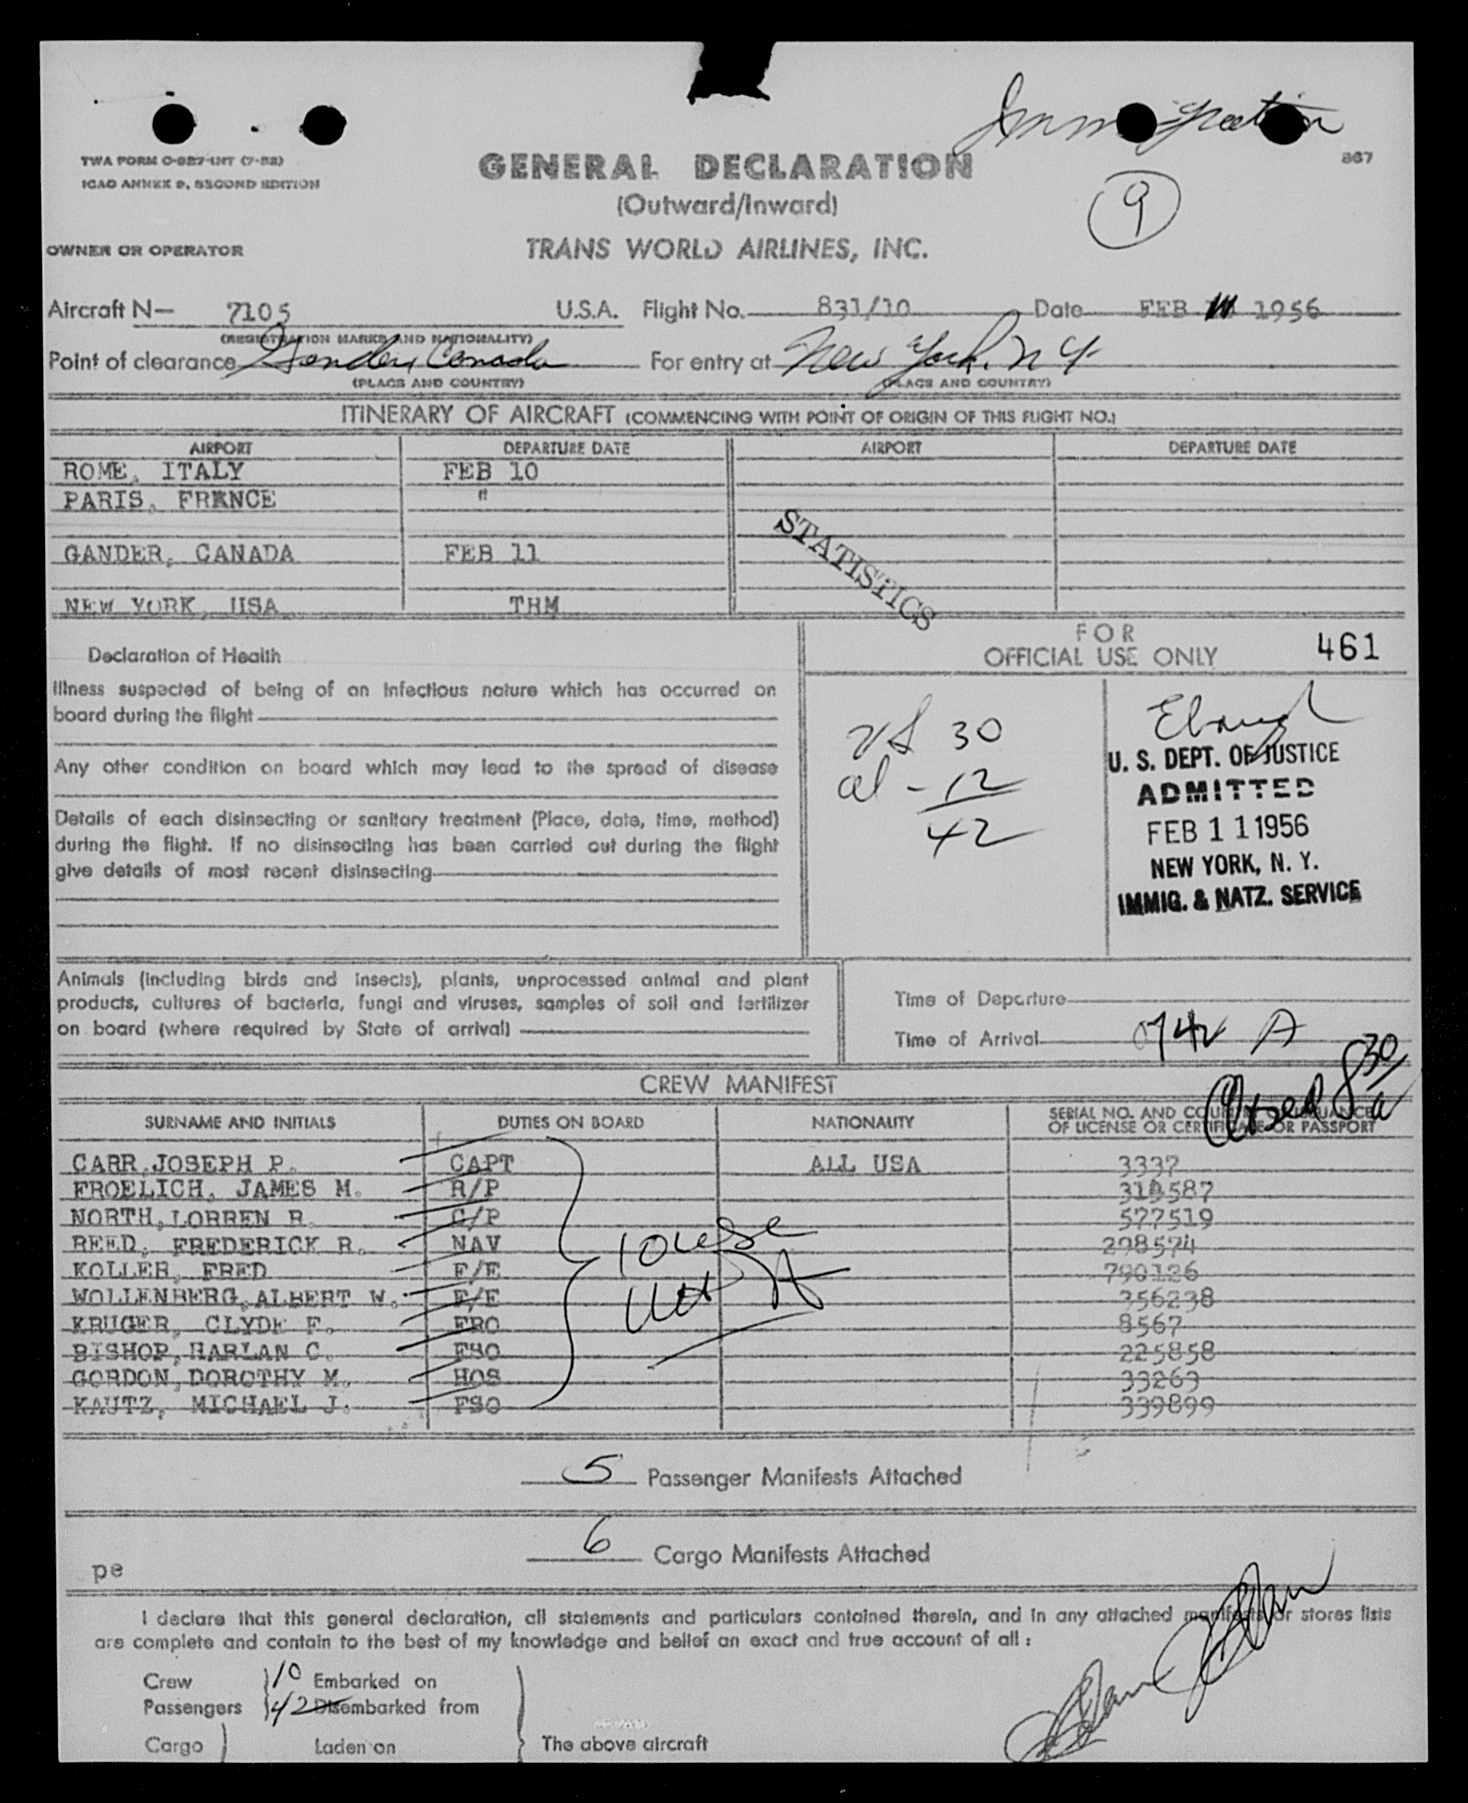 Immigration
TWA FORM O-827-INT (7-52)
ICAO ANNEX 9, SECOND EDITION
GENERAL DECLARATION
867
(Outward/Inward)
9
OWNER OR OPERATOR
TRANS WORLD AIRLINES, INC.
Aircraft N— 7105 U.S.A. Flight No. 831/10 Date FEB 11 1956
(REGISTRATION MARKS AND NATIONALITY)
Point of clearance Gander, Canada For entry at New York, N Y
(PLACE AND COUNTRY) (PLACE AND COUNTRY)
ITINERARY OF AIRCRAFT (COMMENCING WITH POINT OF ORIGIN OF THIS FLIGHT NO.)
AIRPORT DEPARTURE DATE AIRPORT DEPARTURE DATE
ROME, ITALY FEB 10
PARIS, FRANCE "
GANDER, CANADA FEB 11
NEW YORK, USA TRM
STATISTICS
Declaration of Health
FOR
OFFICIAL USE ONLY
461
Illness suspected of being of an infectious nature which has occurred on
board during the flight
Any other condition on board which may lead to the spread of disease
Details of each disinsecting or sanitary treatment (Place, date, time, method)
during the flight. If no disinsecting has been carried out during the flight
give details of most recent disinsecting
US 30
al - 12
42
U. S. DEPT. OF JUSTICE
ADMITTED
FEB 11 1956
NEW YORK, N. Y.
IMMIG. & NATZ. SERVICE
Animals (including birds and insects), plants, unprocessed animal and plant
products, cultures of bacteria, fungi and viruses, samples of soil and fertilizer
on board (where required by State of arrival)
Time of Departure
Time of Arrival 0742 A
CREW MANIFEST
SURNAME AND INITIALS DUTIES ON BOARD NATIONALITY SERIAL NO. AND COUNTRY OF ISSUANCE
OF LICENSE OR CERTIFICATE OR PASSPORT
CARR, JOSEPH P. CAPT ALL USA 3337
FROELICH, JAMES M. R/P 319587
NORTH, LORREN R. C/P 577519
REED, FREDERICK R. NAV 298574
KOLLER, FRED F/E 790126
WOLLENBERG, ALBERT W. F/E 356238
KRUGER, CLYDE F. FRO 8567
BISHOP, HARLAN C. FSO 225858
GORDON, DOROTHY M. HOS 33263
KAUTZ, MICHAEL J. FSO 339899
10 use
5 Passenger Manifests Attached
6 Cargo Manifests Attached
pe
I declare that this general declaration, all statements and particulars contained therein, and in any attached manifests or stores lists
are complete and contain to the best of my knowledge and belief an exact and true account of all :
Crew 10 Embarked on
Passengers 42 Disembarked from
Cargo Laden on The above aircraft